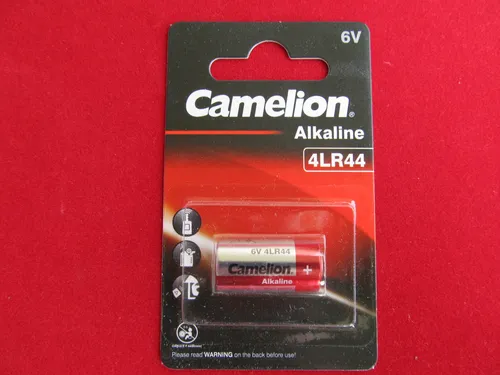 6V
Camelion®
Alkaline
4LR44
6V 4LR44
Camelion
+
Alkaline
Please read WARNING on the back before use!